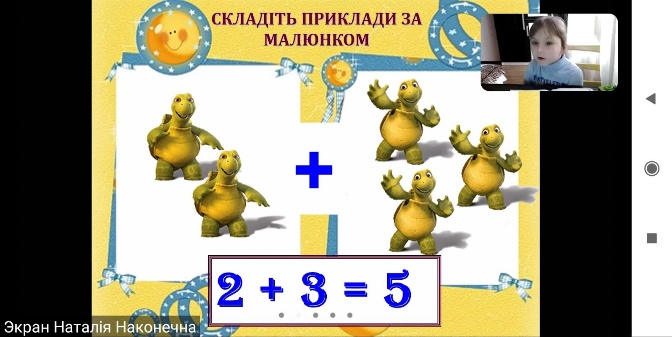 СКЛАДІТЬ ПРИКЛАДИ ЗА
МАЛЮНКОМ
+
2 + 3 = 5
Экран Наталія Наконечна